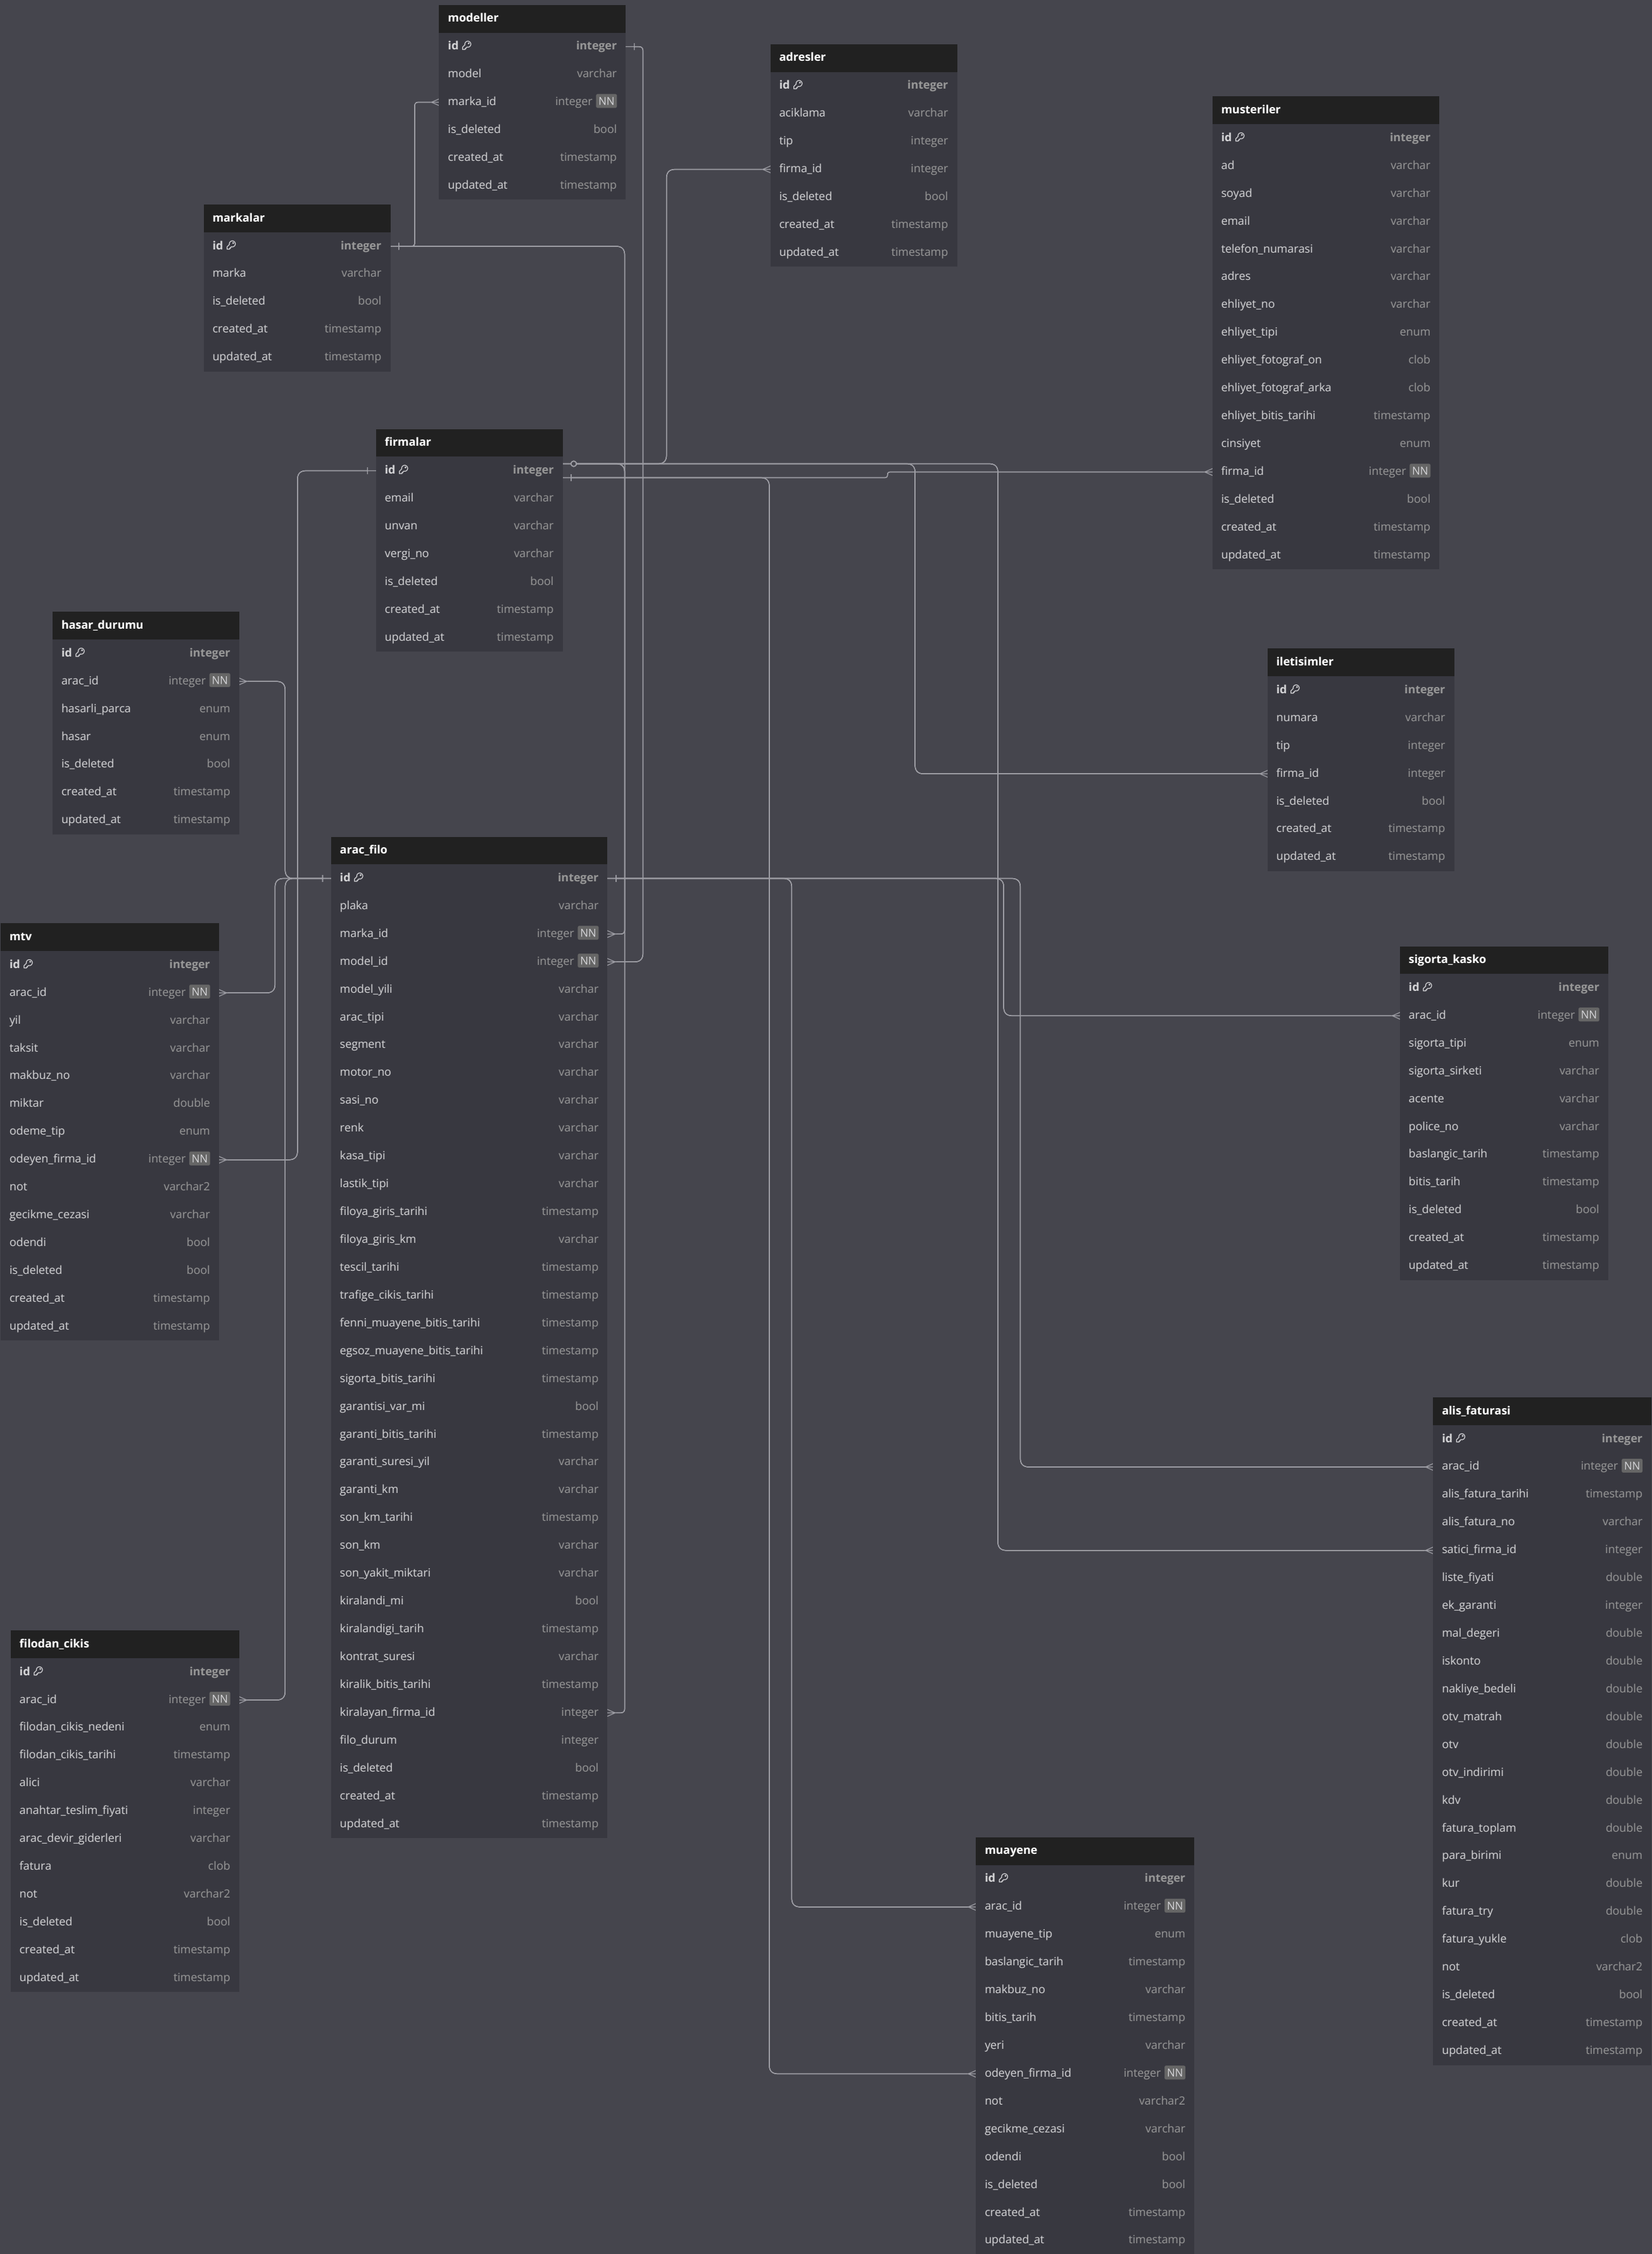 modeller
id integer
model varchar
marka_id integer NN
is_deleted bool
created_at timestamp
updated_at timestamp
adresler
id integer
aciklama varchar
tip integer
firma_id integer
is_deleted bool
created_at timestamp
updated_at timestamp
musteriler
id integer
ad varchar
soyad varchar
email varchar
telefon_numarasi varchar
adres varchar
ehliyet_no varchar
ehliyet_tipi enum
ehliyet_fotograf_on clob
ehliyet_fotograf_arka clob
ehliyet_bitis_tarihi timestamp
cinsiyet enum
firma_id integer NN
is_deleted bool
created_at timestamp
updated_at timestamp
markalar
id integer
marka varchar
is_deleted bool
created_at timestamp
updated_at timestamp
firmalar
id integer
email varchar
unvan varchar
vergi_no varchar
is_deleted bool
created_at timestamp
updated_at timestamp
hasar_durumu
id integer
arac_id integer NN
hasarli_parca enum
hasar enum
is_deleted bool
created_at timestamp
updated_at timestamp
iletisimler
id integer
numara varchar
tip integer
firma_id integer
is_deleted bool
created_at timestamp
updated_at timestamp
arac_filo
id integer
plaka varchar
marka_id integer NN
model_id integer NN
model_yili varchar
arac_tipi varchar
segment varchar
motor_no varchar
sasi_no varchar
renk varchar
kasa_tipi varchar
lastik_tipi varchar
filoya_giris_tarihi timestamp
filoya_giris_km varchar
tescil_tarihi timestamp
trafige_cikis_tarihi timestamp
fenni_muayene_bitis_tarihi timestamp
egsoz_muayene_bitis_tarihi timestamp
sigorta_bitis_tarihi timestamp
garantisi_var_mi bool
garanti_bitis_tarihi timestamp
garanti_suresi_yil varchar
garanti_km varchar
son_km_tarihi timestamp
son_km varchar
son_yakit_miktari varchar
kiralandi_mi bool
kiralandigi_tarih timestamp
kontrat_suresi varchar
kiralik_bitis_tarihi timestamp
kiralayan_firma_id integer
filo_durum integer
is_deleted bool
created_at timestamp
updated_at timestamp
mtv
id integer
arac_id integer NN
yil varchar
taksit varchar
makbuz_no varchar
miktar double
odeme_tip enum
odeyen_firma_id integer NN
not varchar2
gecikme_cezasi varchar
odendi bool
is_deleted bool
created_at timestamp
updated_at timestamp
sigorta_kasko
id integer
arac_id integer NN
sigorta_tipi enum
sigorta_sirketi varchar
acente varchar
police_no varchar
baslangic_tarih timestamp
bitis_tarih timestamp
is_deleted bool
created_at timestamp
updated_at timestamp
alis_faturasi
id integer
arac_id integer NN
alis_fatura_tarihi timestamp
alis_fatura_no varchar
satici_firma_id integer
liste_fiyati double
ek_garanti integer
mal_degeri double
iskonto double
nakliye_bedeli double
otv_matrah double
otv double
otv_indirimi double
kdv double
fatura_toplam double
para_birimi enum
kur double
fatura_try double
fatura_yukle clob
not varchar2
is_deleted bool
created_at timestamp
updated_at timestamp
filodan_cikis
id integer
arac_id integer NN
filodan_cikis_nedeni enum
filodan_cikis_tarihi timestamp
alici varchar
anahtar_teslim_fiyati integer
arac_devir_giderleri varchar
fatura clob
not varchar2
is_deleted bool
created_at timestamp
updated_at timestamp
muayene
id integer
arac_id integer NN
muayene_tip enum
baslangic_tarih timestamp
makbuz_no varchar
bitis_tarih timestamp
yeri varchar
odeyen_firma_id integer NN
not varchar2
gecikme_cezasi varchar
odendi bool
is_deleted bool
created_at timestamp
updated_at timestamp